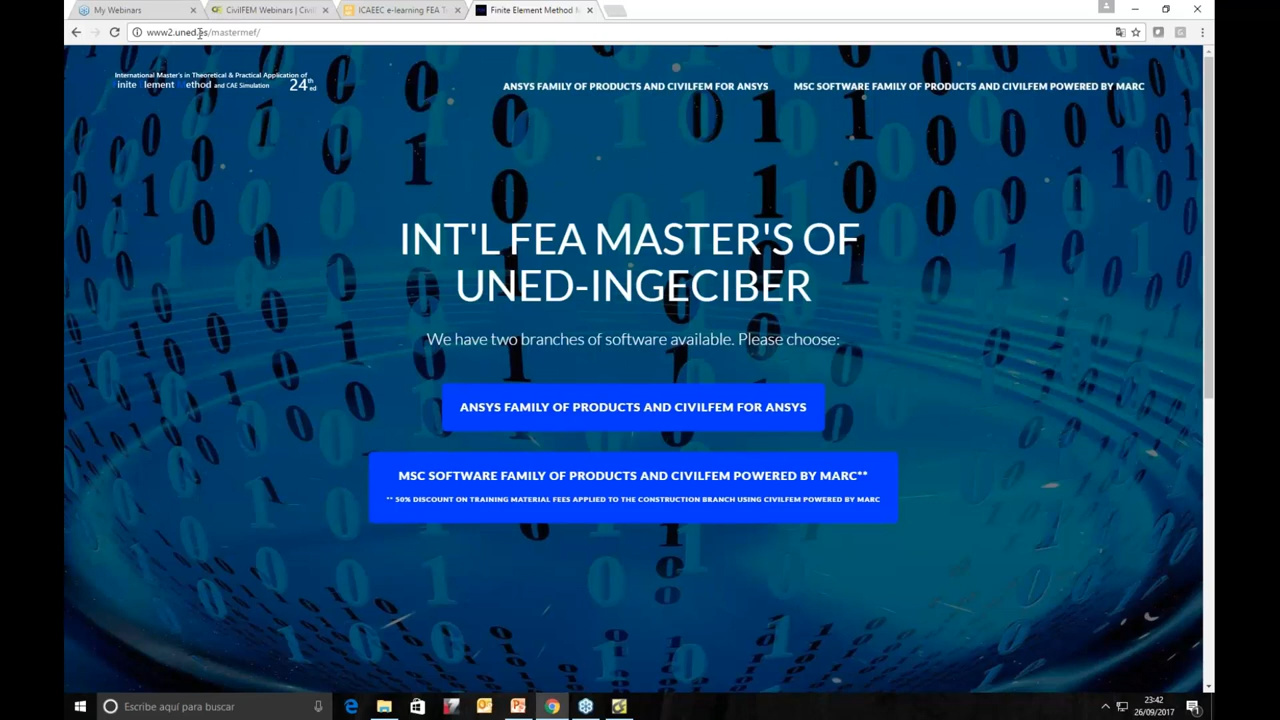 My Webinars
CivilFEM Webinars | Civil
ICAEEC e-learning FEA T
Finite Element Method M
www2.uned.es/mastermef/
International Master's in Theoretical & Practical Application of
Finite Element Method and CAE Simulation
24th ed
ANSYS FAMILY OF PRODUCTS AND CIVILFEM FOR ANSYS
MSC SOFTWARE FAMILY OF PRODUCTS AND CIVILFEM POWERED BY MARC
INT'L FEA MASTER'S OF
UNED-INGECIBER
We have two branches of software available. Please choose:
ANSYS FAMILY OF PRODUCTS AND CIVILFEM FOR ANSYS
MSC SOFTWARE FAMILY OF PRODUCTS AND CIVILFEM POWERED BY MARC**
** 50% DISCOUNT ON TRAINING MATERIAL FEES APPLIED TO THE CONSTRUCTION BRANCH USING CIVILFEM POWERED BY MARC
Escribe aquí para buscar
23:42
26/09/2017